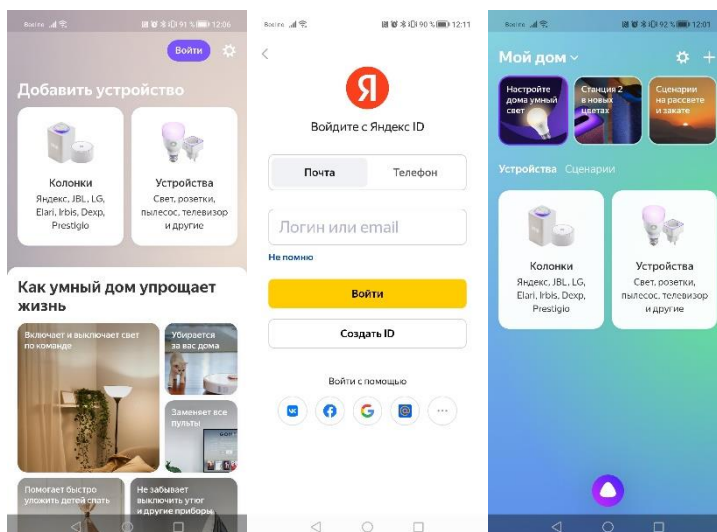 91 % 12:06
Войти
Добавить устройство
Колонки
Яндекс, JBL, LG,
Elari, Irbis, Dexp,
Prestigio
Устройства
Свет, розетки,
пылесос, телевизор
и другие
Как умный дом упрощает
жизнь
Включает и выключает свет
по команде
Убирается
за вас дома
Заменяет все
пульты
Помогает быстро
уложить детей спать
Не забывает
выключить утюг
и другие приборы
90 % 12:11
Я
Войдите с Яндекс ID
Почта
Телефон
Логин или email
Не помню
Войти
Создать ID
Войти с помощью
92 % 12:01
Мой дом
Настройте
дома умный
свет
Станция 2
в новых
цветах
Сценарии
на рассвете
и закате
Устройства Сценарии
Колонки
Яндекс, JBL, LG,
Elari, Irbis, Dexp,
Prestigio
Устройства
Свет, розетки,
пылесос, телевизор
и другие